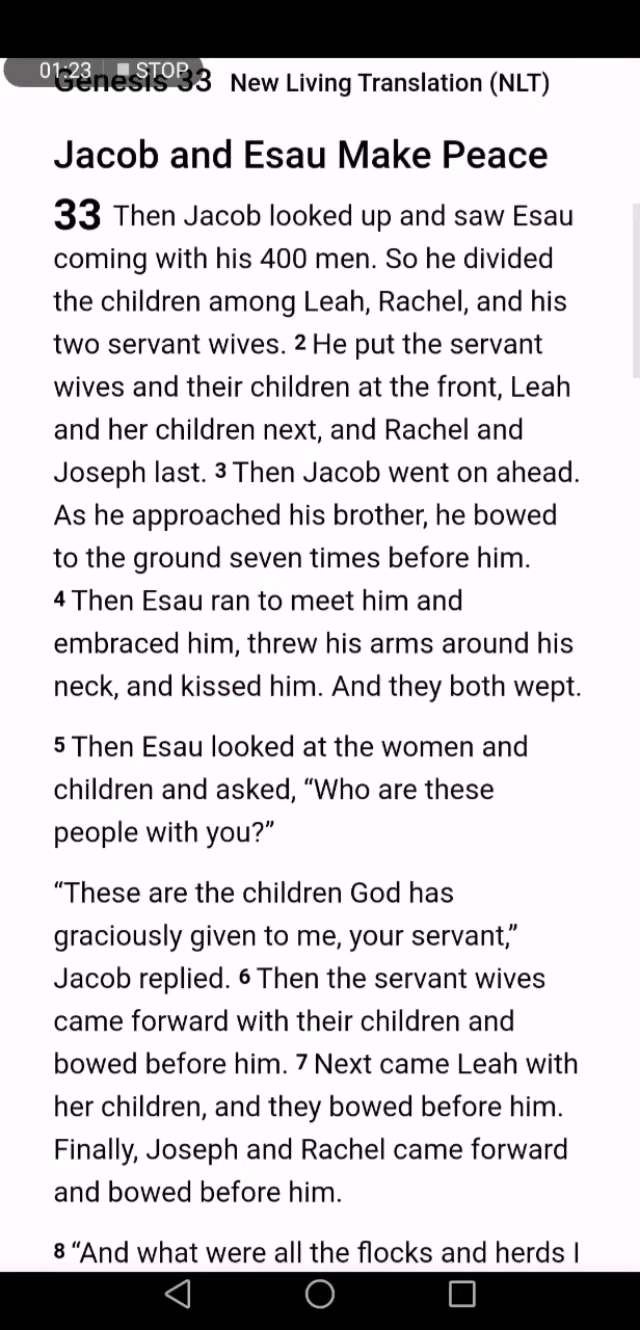 01:23 STOP
Genesis 33 New Living Translation (NLT)
Jacob and Esau Make Peace
33 Then Jacob looked up and saw Esau
coming with his 400 men. So he divided
the children among Leah, Rachel, and his
two servant wives. 2 He put the servant
wives and their children at the front, Leah
and her children next, and Rachel and
Joseph last. 3 Then Jacob went on ahead.
As he approached his brother, he bowed
to the ground seven times before him.
4 Then Esau ran to meet him and
embraced him, threw his arms around his
neck, and kissed him. And they both wept.
5 Then Esau looked at the women and
children and asked, “Who are these
people with you?”
“These are the children God has
graciously given to me, your servant,”
Jacob replied. 6 Then the servant wives
came forward with their children and
bowed before him. 7 Next came Leah with
her children, and they bowed before him.
Finally, Joseph and Rachel came forward
and bowed before him.
8 “And what were all the flocks and herds I